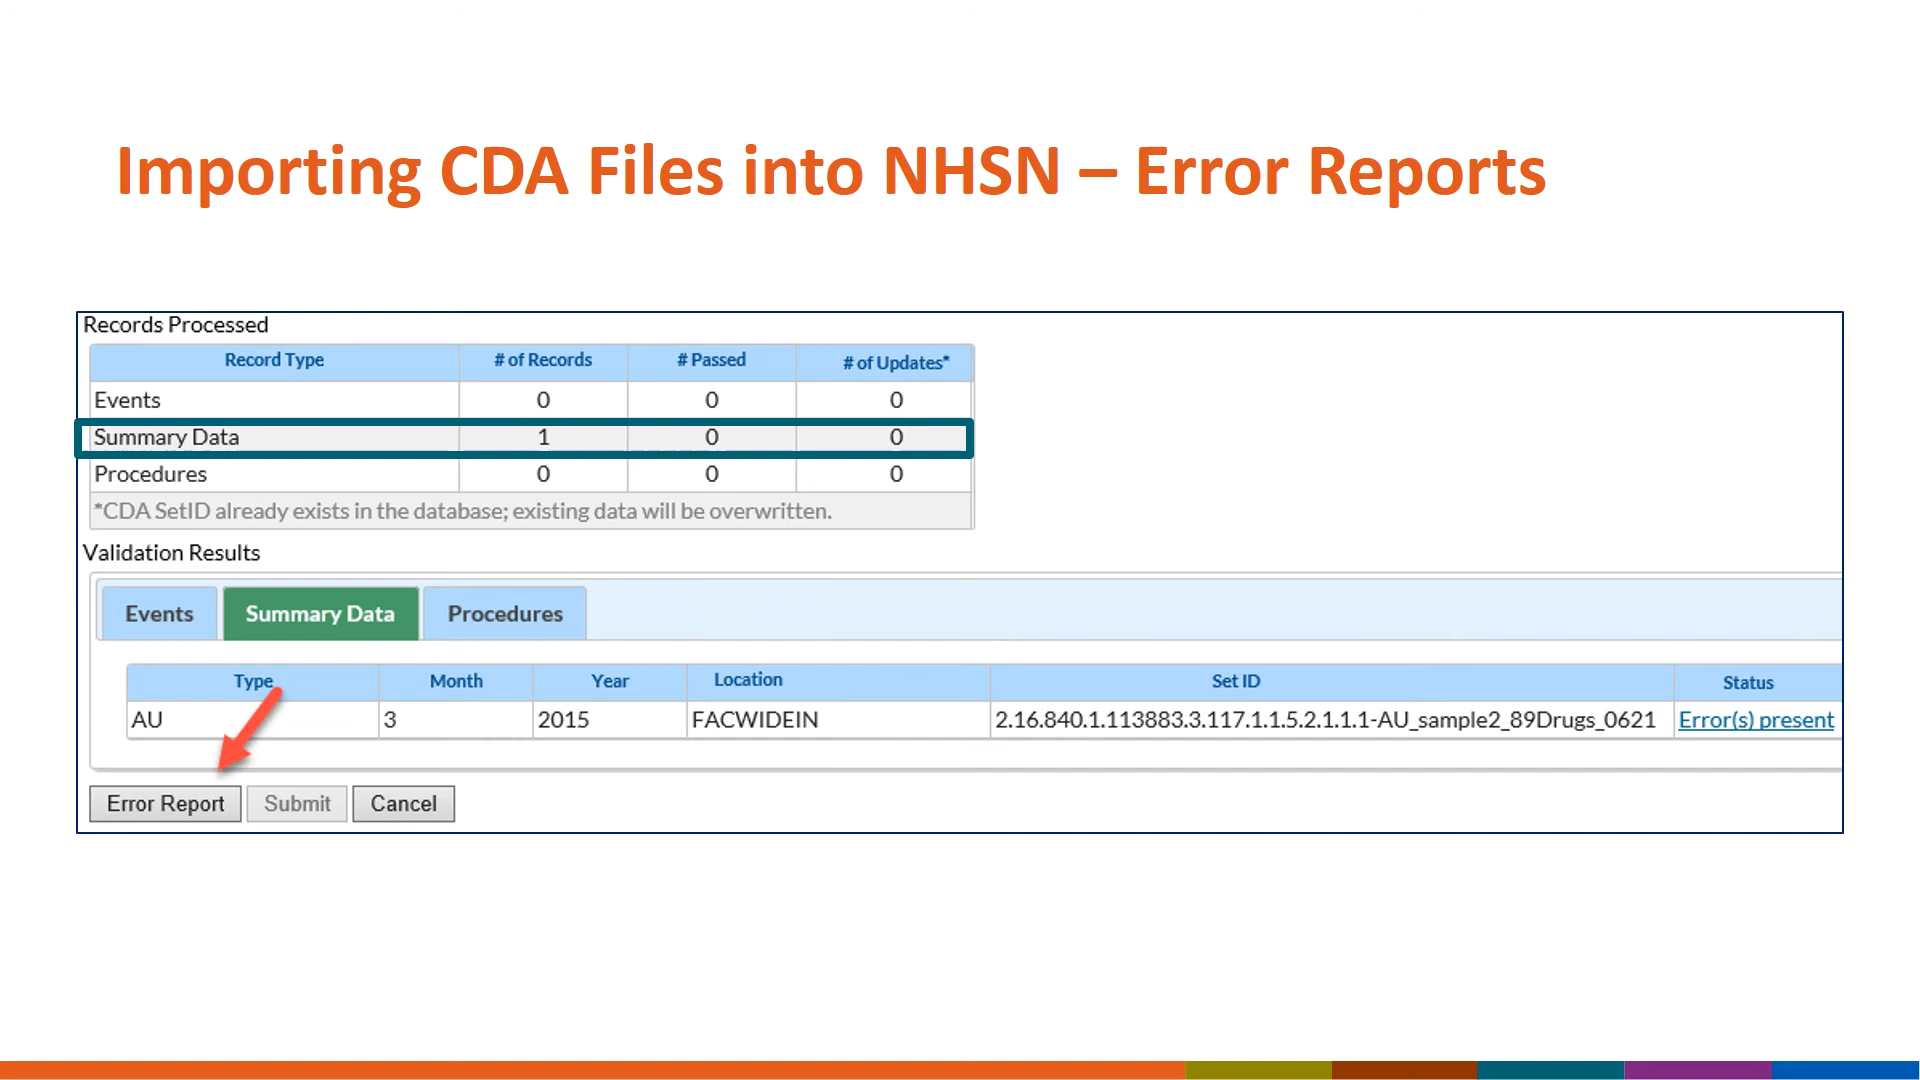 Importing CDA Files into NHSN – Error Reports
Records Processed
Record Type # of Records # Passed # of Updates*
Events 0 0 0
Summary Data 1 0 0
Procedures 0 0 0
*CDA SetID already exists in the database; existing data will be overwritten.
Validation Results
Events Summary Data Procedures
Type Month Year Location Set ID Status
AU 3 2015 FACWIDEIN 2.16.840.1.113883.3.117.1.1.5.2.1.1.1-AU_sample2_89Drugs_0621 Error(s) present
Error Report Submit Cancel